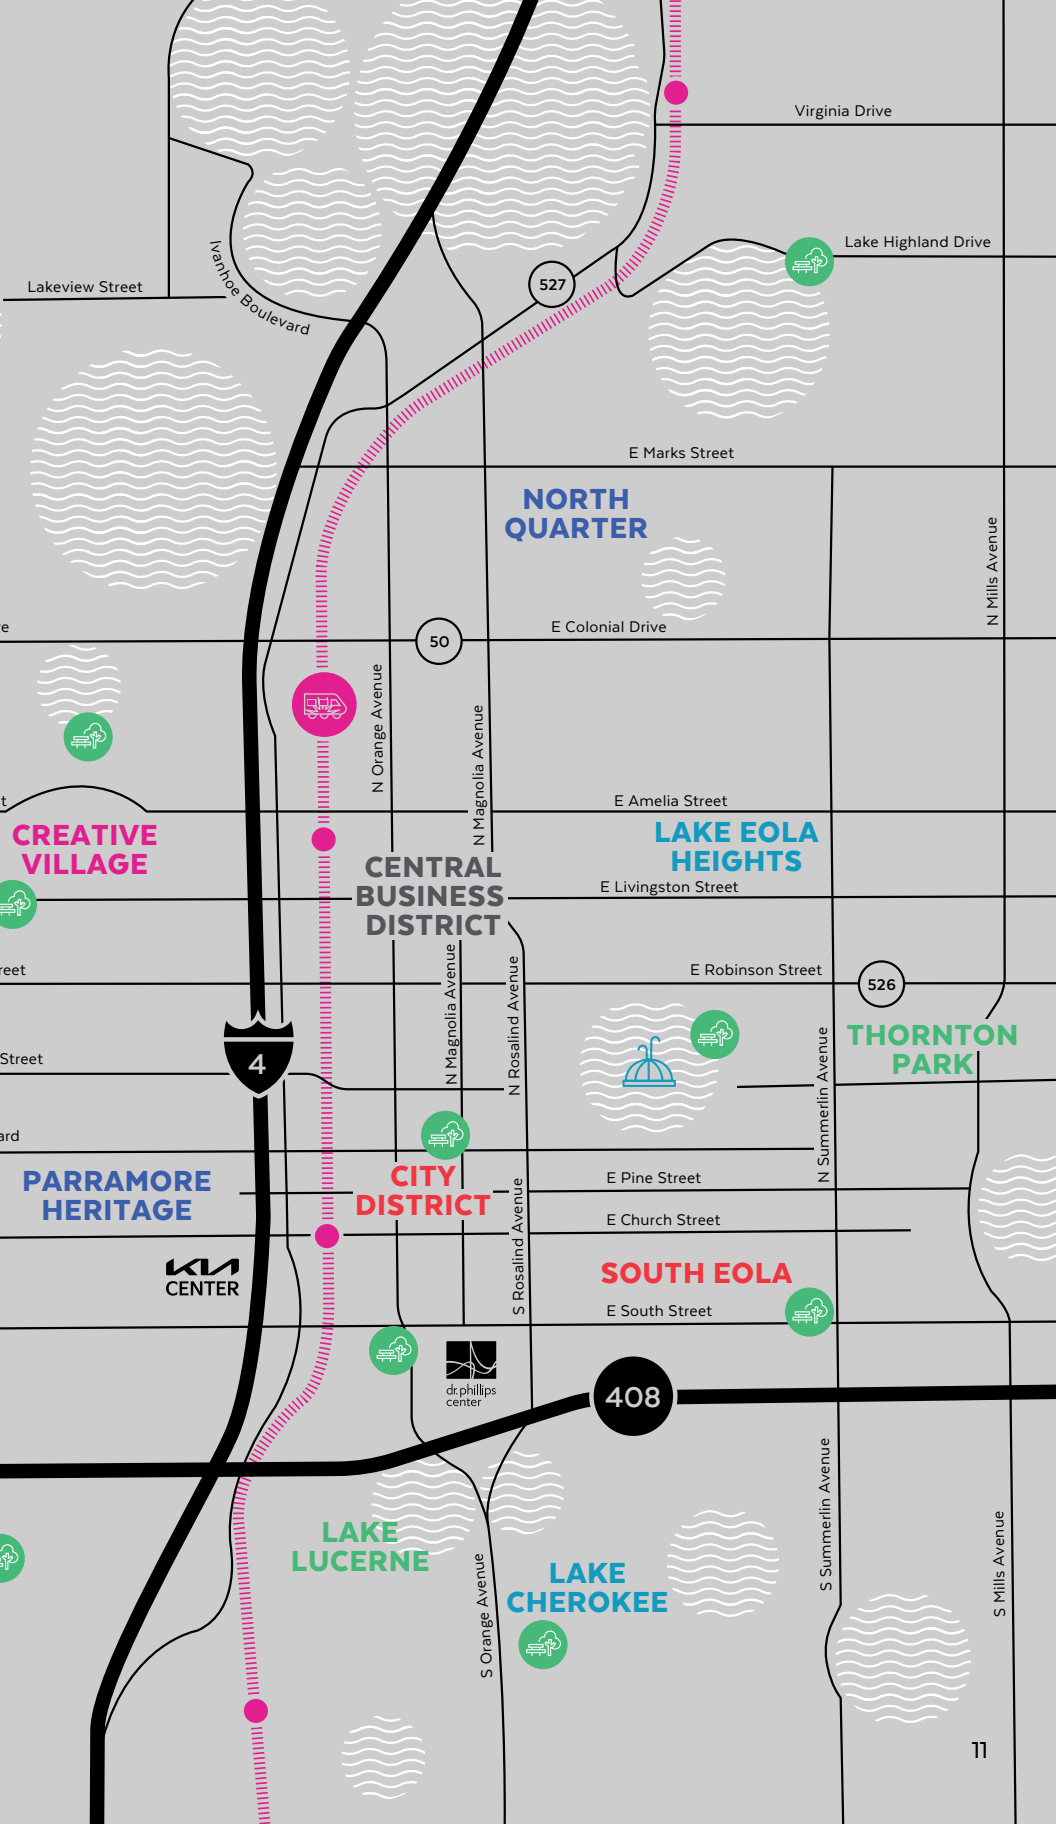 Virginia Drive
Lake Highland Drive
Ivanhoe Boulevard
Lakeview Street
527
E Marks Street
NORTH
QUARTER
N Mills Avenue
ve
E Colonial Drive
50
N Orange Avenue
N Magnolia Avenue
t
E Amelia Street
CREATIVE
VILLAGE
LAKE EOLA
HEIGHTS
CENTRAL
BUSINESS
DISTRICT
E Livingston Street
reet
E Robinson Street
526
N Magnolia Avenue
N Rosalind Avenue
THORNTON
PARK
N Summerlin Avenue
4
Street
ard
PARRAMORE
HERITAGE
CITY
DISTRICT
E Pine Street
E Church Street
S Rosalind Avenue
KIA
CENTER
SOUTH EOLA
E South Street
dr.phillips
center
408
S Summerlin Avenue
S Mills Avenue
LAKE
LUCERNE
S Orange Avenue
LAKE
CHEROKEE
11